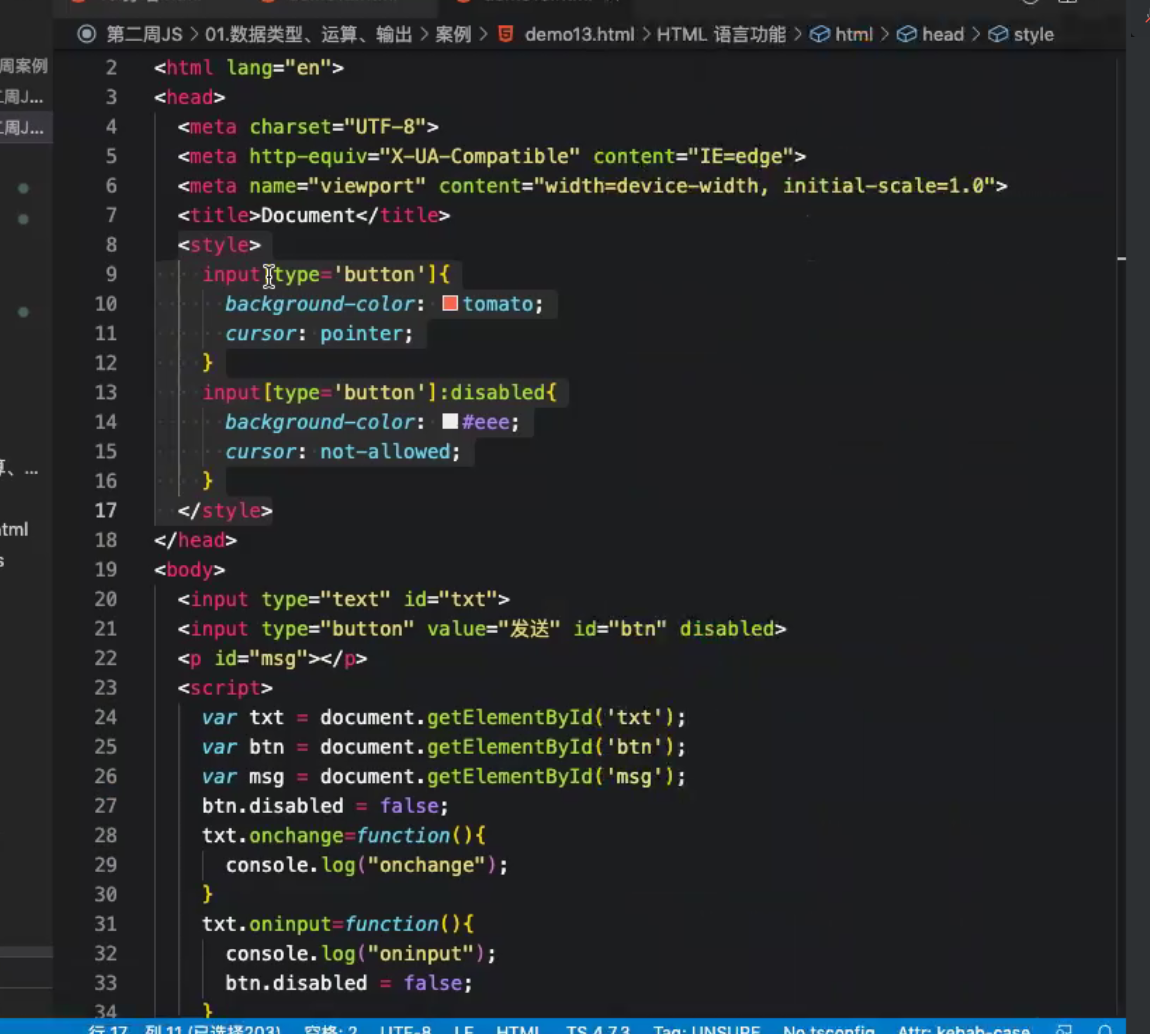 第二周JS > 01.数据类型、运算、输出 > 案例 > demo13.html > HTML 语言功能 > html > head > style
周案例
二周J...
二周J...
、...
html
s
2 <html lang="en">
3 <head>
4 <meta charset="UTF-8">
5 <meta http-equiv="X-UA-Compatible" content="IE=edge">
6 <meta name="viewport" content="width=device-width, initial-scale=1.0">
7 <title>Document</title>
8 <style>
9 input[type='button']{
10 background-color: tomato;
11 cursor: pointer;
12 }
13 input[type='button']:disabled{
14 background-color: #eee;
15 cursor: not-allowed;
16 }
17 </style>
18 </head>
19 <body>
20 <input type="text" id="txt">
21 <input type="button" value="发送" id="btn" disabled>
22 <p id="msg"></p>
23 <script>
24 var txt = document.getElementById('txt');
25 var btn = document.getElementById('btn');
26 var msg = document.getElementById('msg');
27 btn.disabled = false;
28 txt.onchange=function(){
29 console.log("onchange");
30 }
31 txt.oninput=function(){
32 console.log("oninput");
33 btn.disabled = false;
34 }
行 17，列 11 (已选择203) 空格: 2 UTF-8 LF HTML TS 4.7.3 Tag: UNSURE No tsconfig Attr: kebab-case